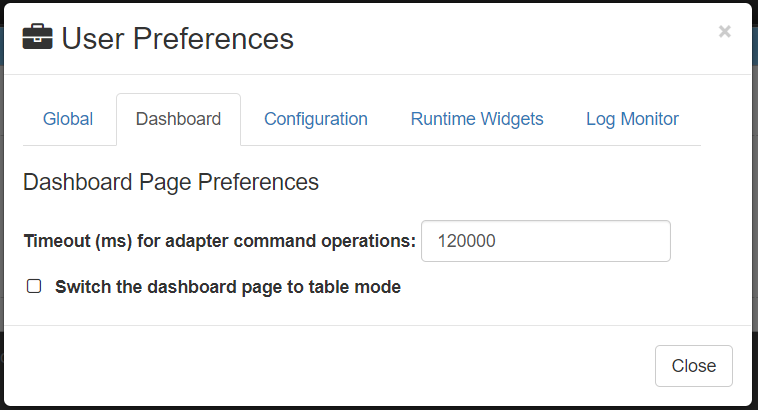 User Preferences
×
Global Dashboard Configuration Runtime Widgets Log Monitor
Dashboard Page Preferences
Timeout (ms) for adapter command operations: 120000
Switch the dashboard page to table mode
Close